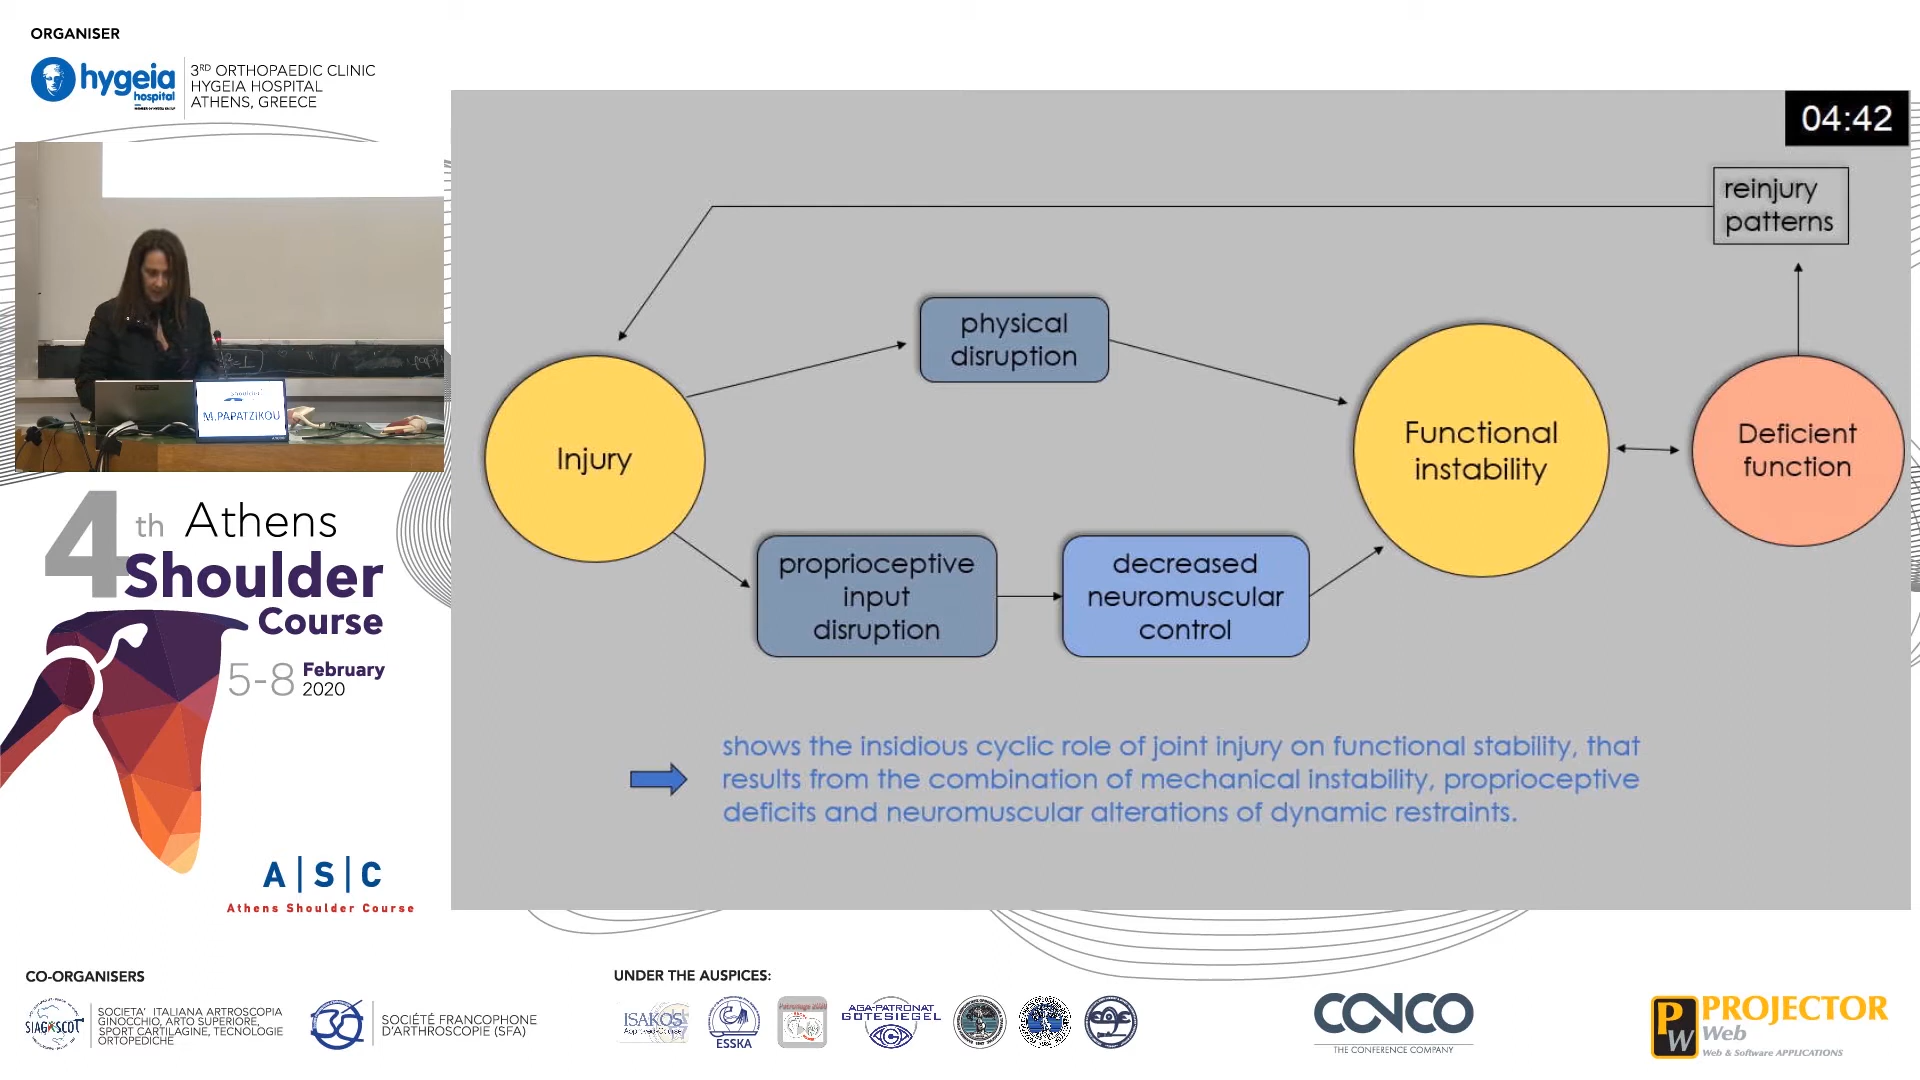 ORGANISER
hygeia
hospital
3RD ORTHOPAEDIC CLINIC
HYGEIA HOSPITAL
ATHENS, GREECE
04:42
reinjury
patterns
physical
disruption
Injury
Functional
instability
Deficient
function
proprioceptive
input
disruption
decreased
neuromuscular
control
shows the insidious cyclic role of joint injury on functional stability, that
results from the combination of mechanical instability, proprioceptive
deficits and neuromuscular alterations of dynamic restraints.
M.PAPATZIKOU
4th Athens
Shoulder
Course
5-8 February
2020
A|S|C
Athens Shoulder Course
CO-ORGANISERS
SIAGASCOT
SOCIETA' ITALIANA ARTROSCOPIA
GINOCCHIO, ARTO SUPERIORE,
SPORT CARTILAGINE, TECNOLOGIE
ORTOPEDICHE
SOCIÉTÉ FRANCOPHONE
D'ARTHROSCOPIE (SFA)
UNDER THE AUSPICES:
ISAKOS
ESSKA
AGA-PATRONAT
GÜTESIEGEL
CONCO
THE CONFERENCE COMPANY
PW
PROJECTOR
Web
Web & Software APPLICATIONS